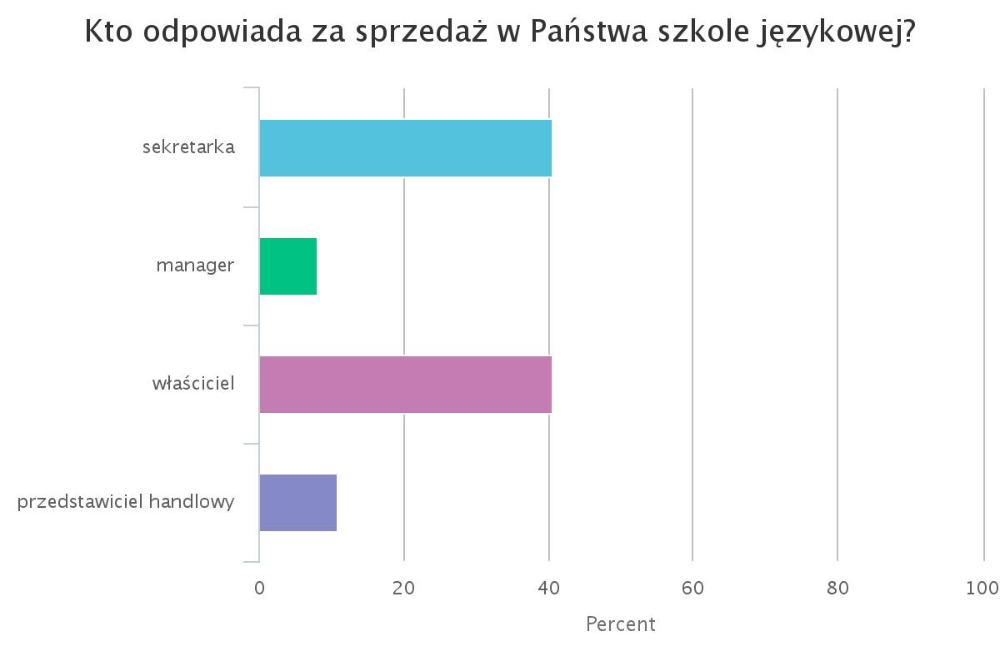 Kto odpowiada za sprzedaż w Państwa szkole językowej?
sekretarka
manager
właściciel
przedstawiciel handlowy
0 20 40 60 80 100
Percent